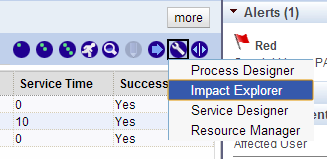 more
Alerts (1)
Red
PA
Service Time Success
0 Yes
10 Yes
0 Yes
Process Designer
Impact Explorer
Service Designer
Resource Manager
Affected User